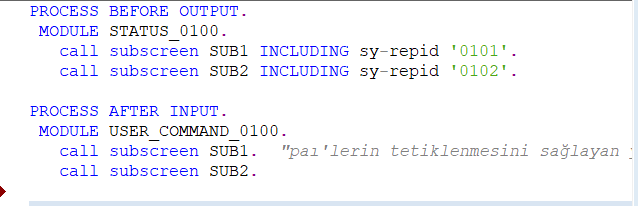 PROCESS BEFORE OUTPUT.
MODULE STATUS_0100.
call subscreen SUB1 INCLUDING sy-repid '0101'.
call subscreen SUB2 INCLUDING sy-repid '0102'.
PROCESS AFTER INPUT.
MODULE USER_COMMAND_0100.
call subscreen SUB1. "paı'lerin tetiklenmesini sağlayan
call subscreen SUB2.